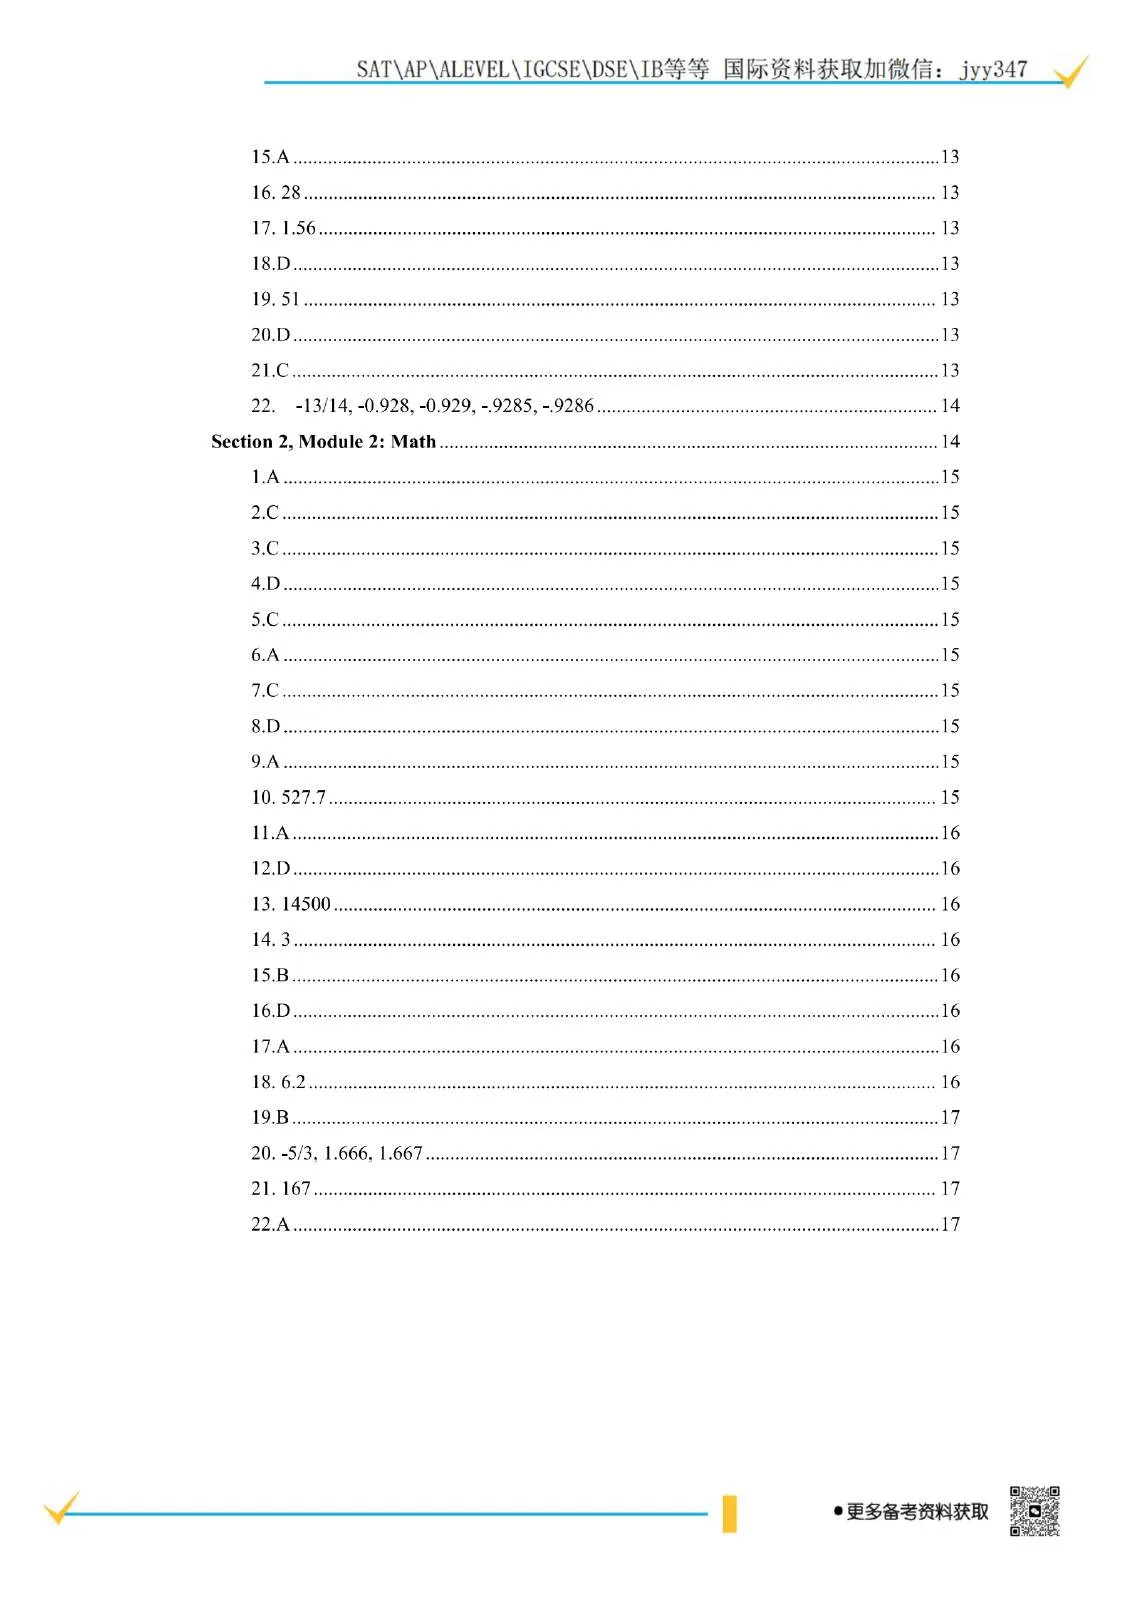 SAT\AP\ALEVEL\IGCSE\DSE\IB等等 国际资料获取加微信：jyy347
15.A........13
16. 28........13
17. 1.56........13
18.D........13
19. 51........13
20.D........13
21.C........13
22. -13/14, -0.928, -0.929, -.9285, -.9286........14
Section 2, Module 2: Math........14
1.A........15
2.C........15
3.C........15
4.D........15
5.C........15
6.A........15
7.C........15
8.D........15
9.A........15
10. 527.7........15
11.A........16
12.D........16
13. 14500........16
14. 3........16
15.B........16
16.D........16
17.A........16
18. 6.2........16
19.B........17
20. -5/3, 1.666, 1.667........17
21. 167........17
22.A........17
●更多备考资料获取